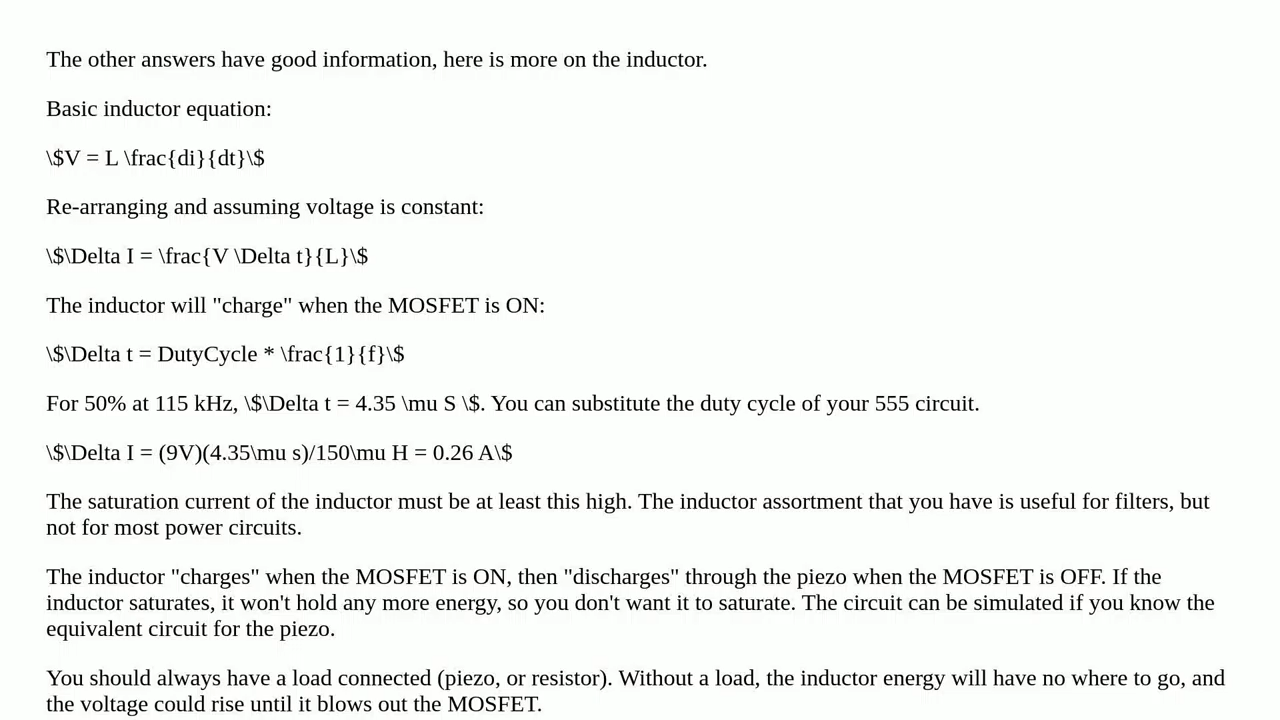 The other answers have good information, here is more on the inductor.
Basic inductor equation:
\$V = L \frac{di}{dt}\$
Re-arranging and assuming voltage is constant:
\$\Delta I = \frac{V \Delta t}{L}\$
The inductor will "charge" when the MOSFET is ON:
\$\Delta t = DutyCycle * \frac{1}{f}\$
For 50% at 115 kHz, \$\Delta t = 4.35 \mu S \$. You can substitute the duty cycle of your 555 circuit.
\$\Delta I = (9V)(4.35\mu s)/150\mu H = 0.26 A\$
The saturation current of the inductor must be at least this high. The inductor assortment that you have is useful for filters, but
not for most power circuits.
The inductor "charges" when the MOSFET is ON, then "discharges" through the piezo when the MOSFET is OFF. If the
inductor saturates, it won't hold any more energy, so you don't want it to saturate. The circuit can be simulated if you know the
equivalent circuit for the piezo.
You should always have a load connected (piezo, or resistor). Without a load, the inductor energy will have no where to go, and
the voltage could rise until it blows out the MOSFET.